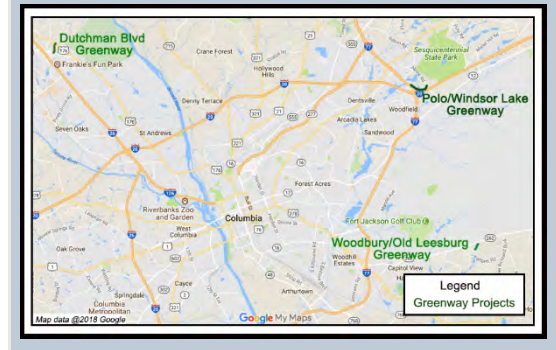 Dutchman Blvd
Greenway
Frankie's Fun Park
Crane Forest
Hollywood
Hills
Sesquicentennial
State Park
Denny Terrace
Dentsville
Woodfield
Polo/Windsor Lake
Greenway
Arcadia Lakes
Sandwood
Seven Oaks
St Andrews
Forest Acres
Riverbanks Zoo
and Garden
West
Columbia
Columbia
Fort Jackson Golf Club
Woodbury/Old Leesburg
Greenway
Oak Grove
Woodhill
Estates
Capitol View
Cayce
Springdale
Columbia
Metropolitan
Arthurtown
Legend
Greenway Projects
Google My Maps
Map data @2018 Google